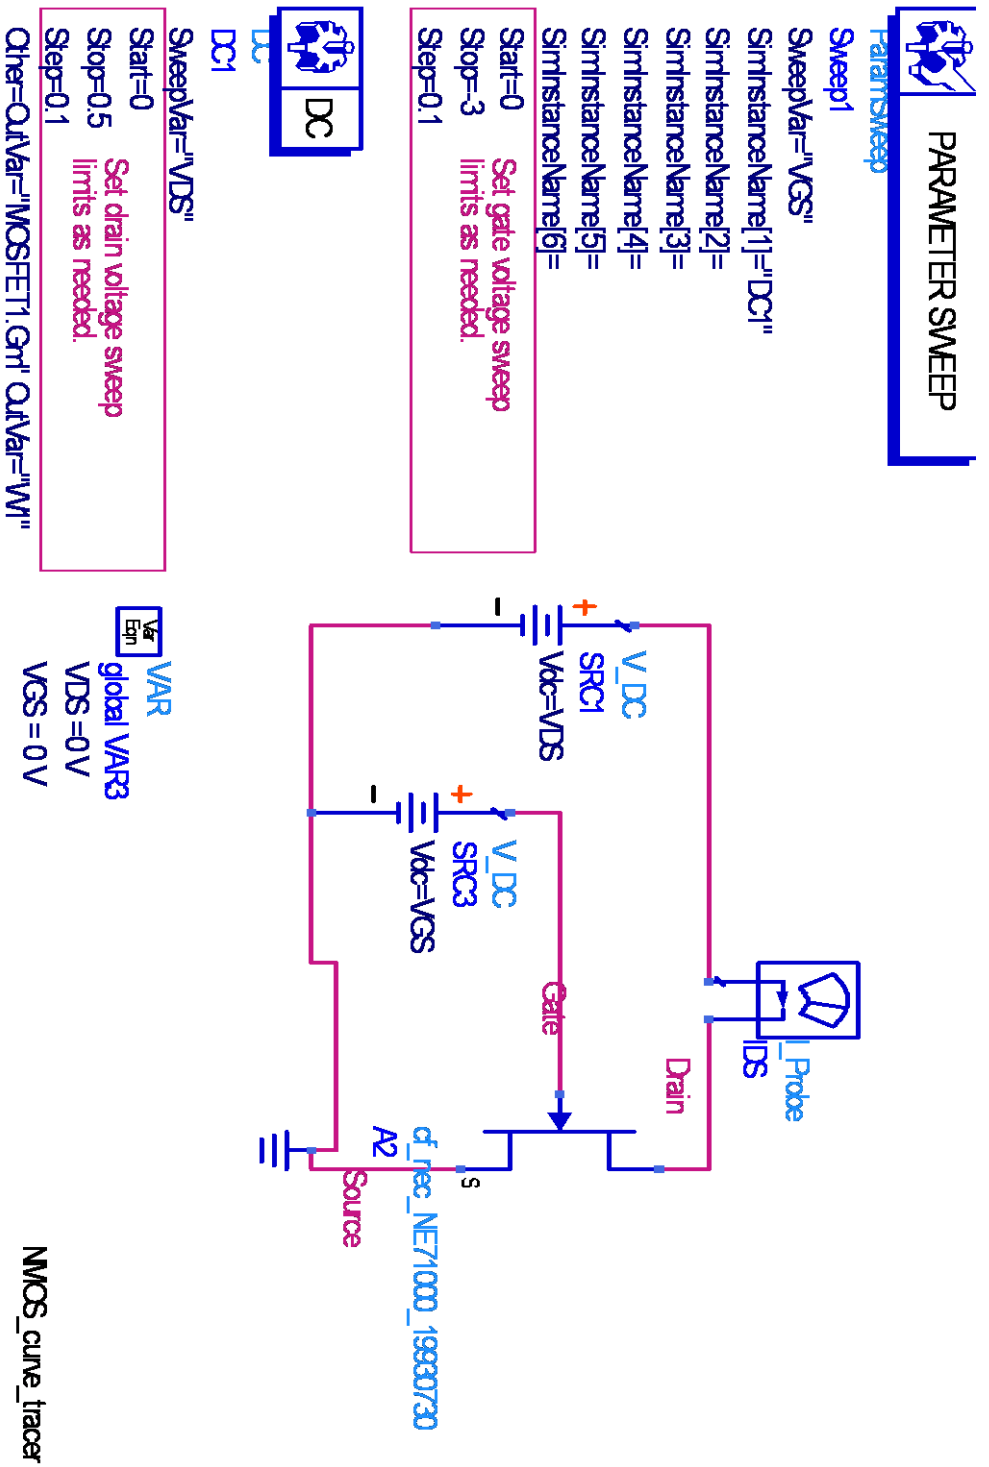 PARAMETER SWEEP
ParamSweep
Sweep1
SweepVar="VGS"
SimInstanceName[1]="DC1"
SimInstanceName[2]=
SimInstanceName[3]=
SimInstanceName[4]=
SimInstanceName[5]=
SimInstanceName[6]=
Start=0
Stop=-3
Step=0.1
Set gate voltage sweep
limits as needed.
DC
DC
DC1
SweepVar="VDS"
Start=0
Stop=0.5
Step=0.1
Set drain voltage sweep
limits as needed.
Other=OutVar="MOSFET1.Gm" OutVar="VV1"
+
-
V_DC
SRC1
Vdc=VDS
+
-
V_DC
SRC3
Vdc=VGS
Var
Eqn
VAR
global VAR3
VDS =0 V
VGS = 0 V
I_Probe
IDS
Drain
Gate
S
cf_nec_NE71000_19930730
A2
Source
NMOS_curve_tracer